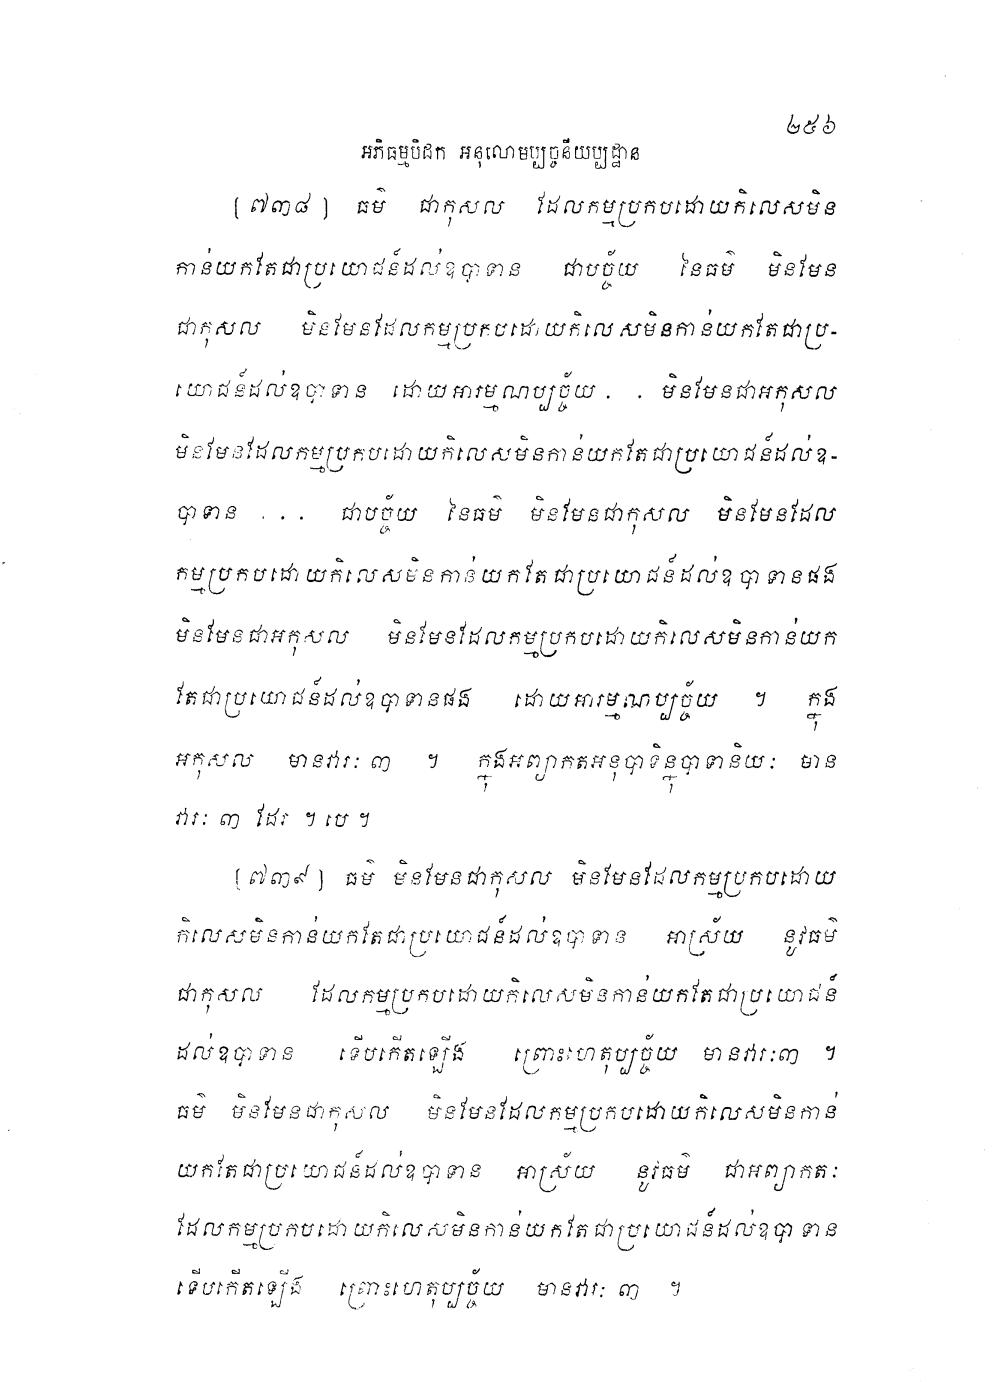 ២៥៦
អភិធម្មបិដក អនុលោមប្បច្ចនីយប្បដ្ឋាន
[៧៣៨] ធម៌ ជាកុសល ដែលកម្មប្រកបដោយកិលេសមិន
កាន់យកតែជាប្រយោជន៍ដល់ឧបាទាន ជាបច្ច័យ នៃធម៌ មិនមែន
ជាកុសល មិនមែនដែលកម្មប្រកបដោយកិលេសមិនកាន់យកតែជាប្រ-
យោជន៍ដល់ឧបាទាន ដោយអារម្មណប្បច្ច័យ . . មិនមែនជាអកុសល
មិនមែនដែលកម្មប្រកបដោយកិលេសមិនកាន់យកតែជាប្រយោជន៍ដល់ឧ-
បាទាន ... ជាបច្ច័យ នៃធម៌ មិនមែនជាកុសល មិនមែនដែល
កម្មប្រកបដោយកិលេសមិនកាន់យកតែជាប្រយោជន៍ដល់ឧបាទានផង
មិនមែនជាអកុសល មិនមែនដែលកម្មប្រកបដោយកិលេសមិនកាន់យក
តែជាប្រយោជន៍ដល់ឧបាទានផង ដោយអារម្មណប្បច្ច័យ ។ ក្នុង
អកុសល មានវារៈ ៣ ។ ក្នុងអព្យាកតអនុបាទិន្នុបាទានិយៈ មាន
វារៈ ៣ ដែរ ។ បេ ។
[៧៣៩] ធម៌ មិនមែនជាកុសល មិនមែនដែលកម្មប្រកបដោយ
កិលេសមិនកាន់យកតែជាប្រយោជន៍ដល់ឧបាទាន អាស្រ័យ នូវធម៌
ជាកុសល ដែលកម្មប្រកបដោយកិលេសមិនកាន់យកតែជាប្រយោជន៍
ដល់ឧបាទាន ទើបកើតឡើង ព្រោះហេតុប្បច្ច័យ មានវារៈ៣ ។
ធម៌ មិនមែនជាកុសល មិនមែនដែលកម្មប្រកបដោយកិលេសមិនកាន់
យកតែជាប្រយោជន៍ដល់ឧបាទាន អាស្រ័យ នូវធម៌ ជាអព្យាកតៈ
ដែលកម្មប្រកបដោយកិលេសមិនកាន់យកតែជាប្រយោជន៍ដល់ឧបាទាន
ទើបកើតឡើង ព្រោះហេតុប្បច្ច័យ មានវារៈ ៣ ។